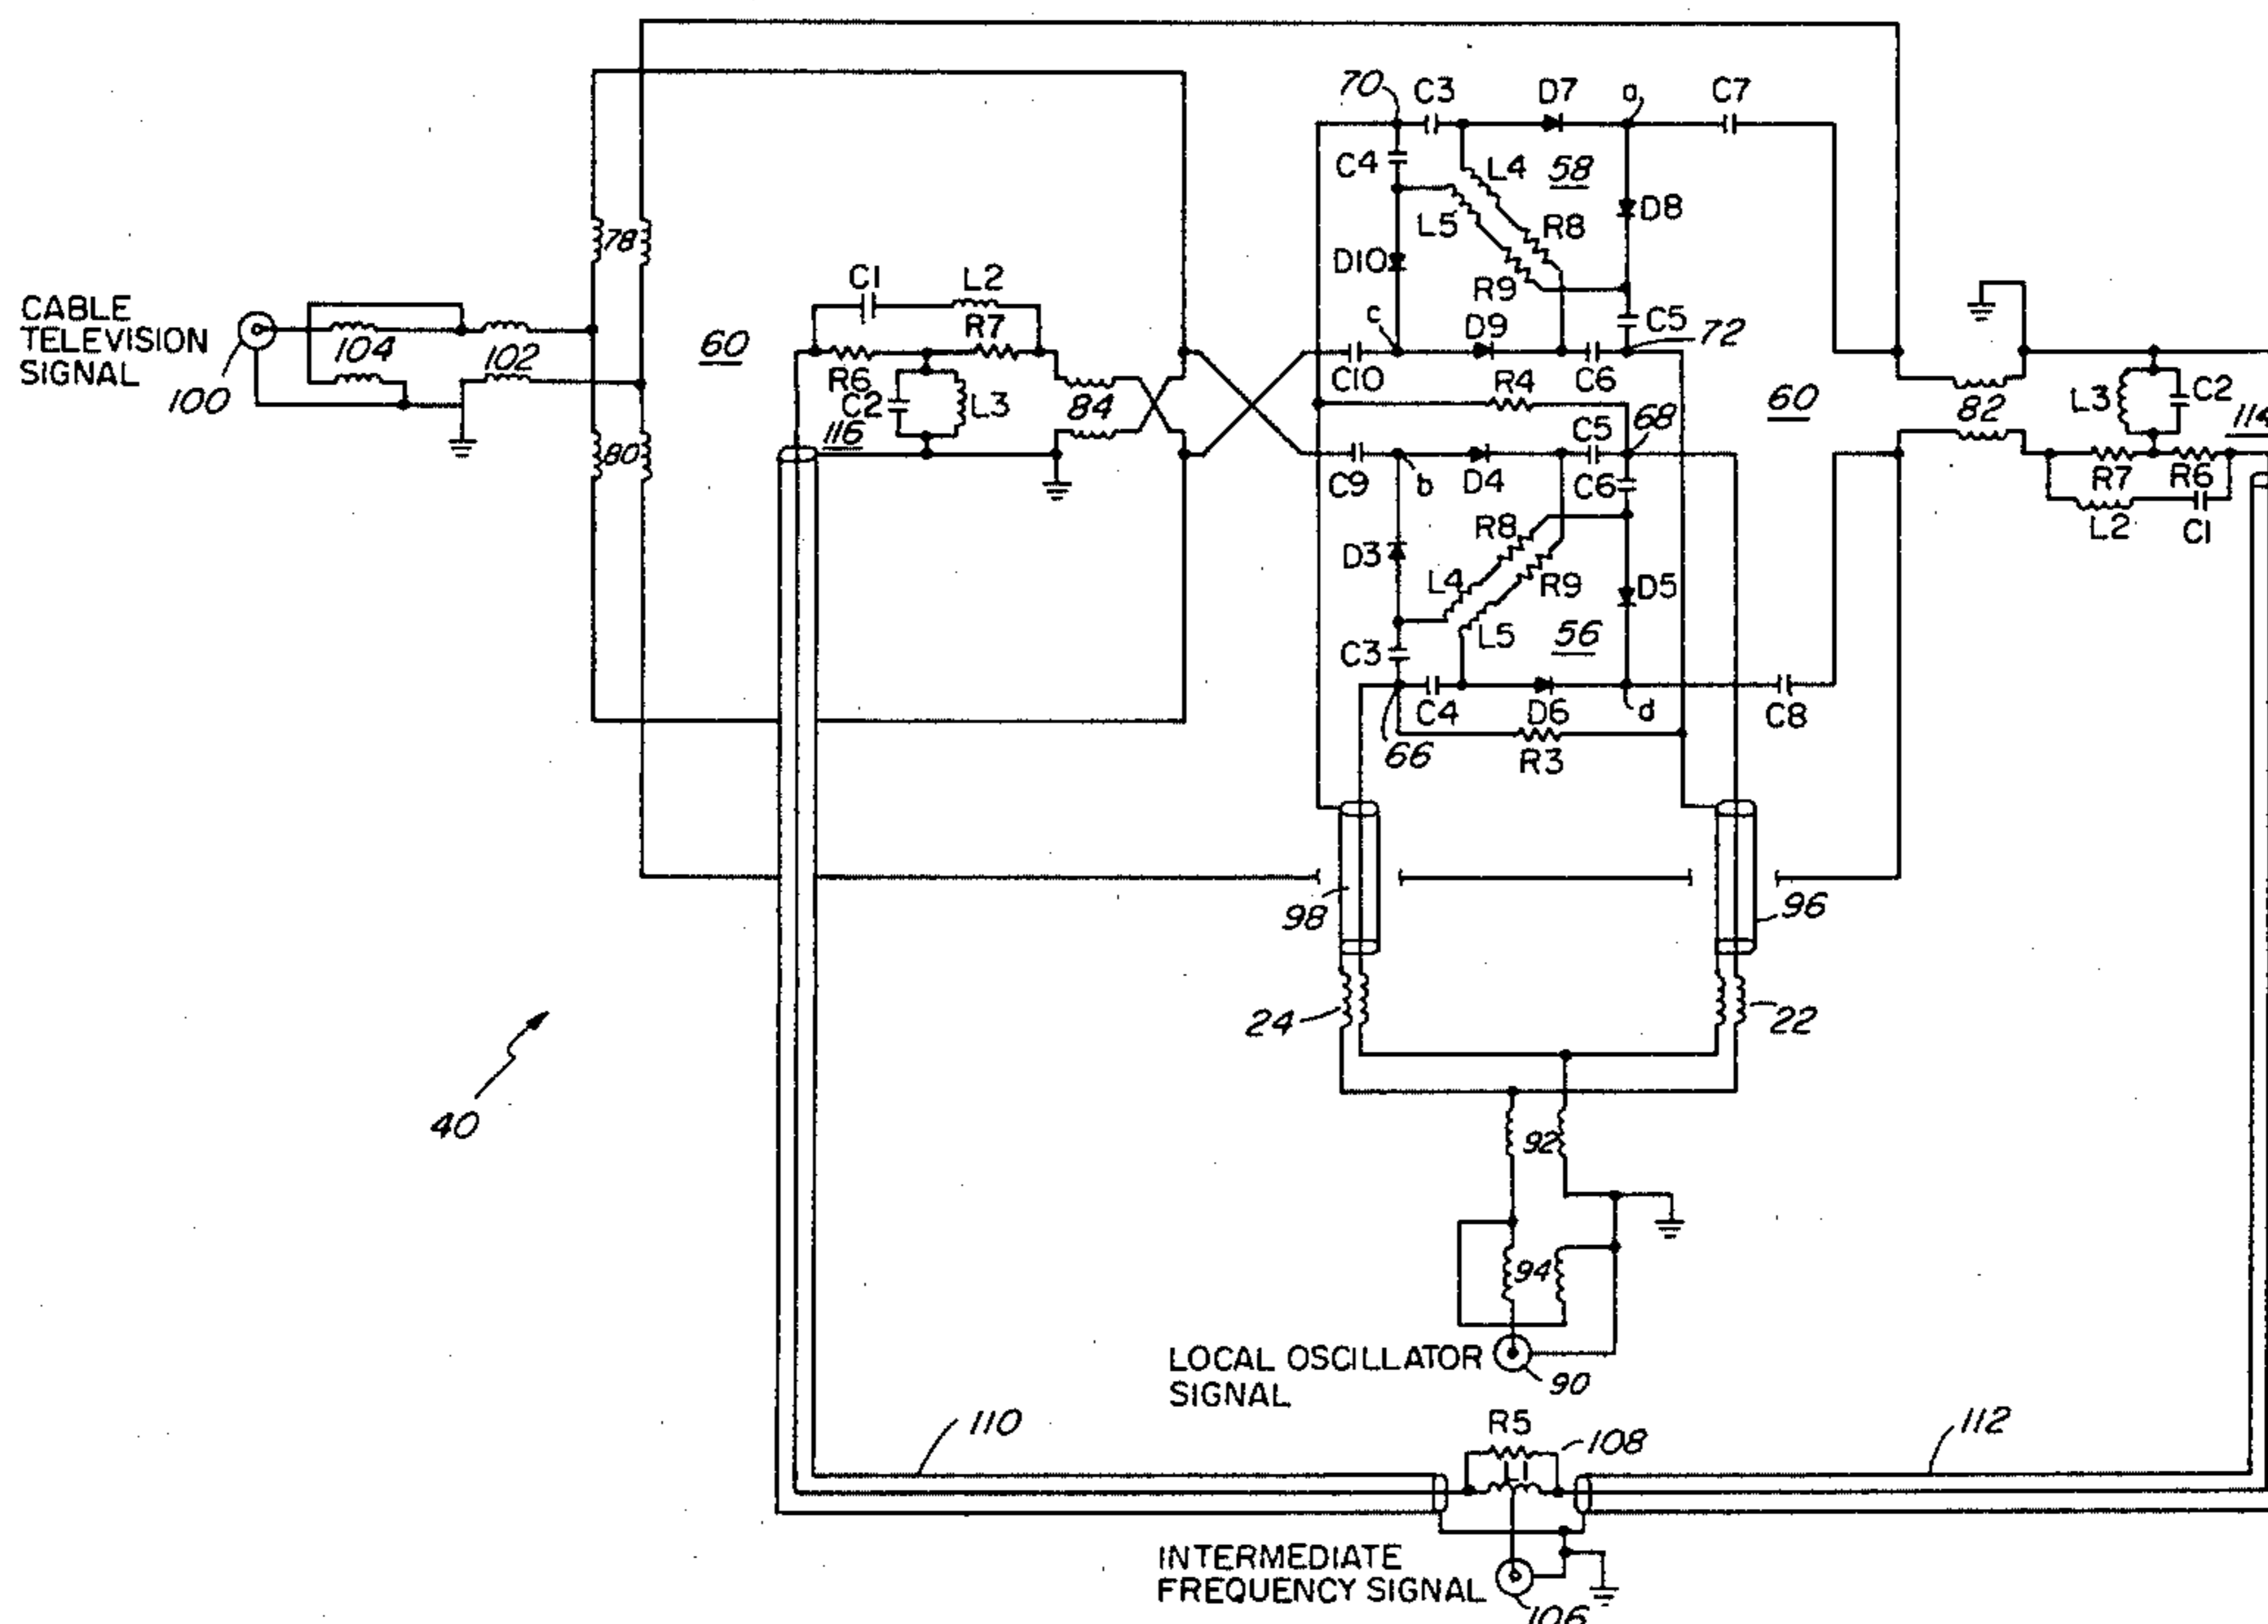 70
C3
D7
a
C7
C4
L4
58
L5
R8
D8
D10
R9
C5
72
c
D9
C10
C6
R4
78
C1
L2
R7
60
R6
C2
L3
84
116
CABLE
TELEVISION
SIGNAL
100
104
102
80
60
82
L3
C2
114
R7
R6
L2
C1
68
C5
C9
b
D4
C6
R8
D3
R9
L4
D5
L5
56
C3
C4
D6
d
C8
66
R3
98
96
24
22
40
92
94
LOCAL OSCILLATOR
SIGNAL
90
110
R5
108
112
L1
INTERMEDIATE
FREQUENCY SIGNAL
106